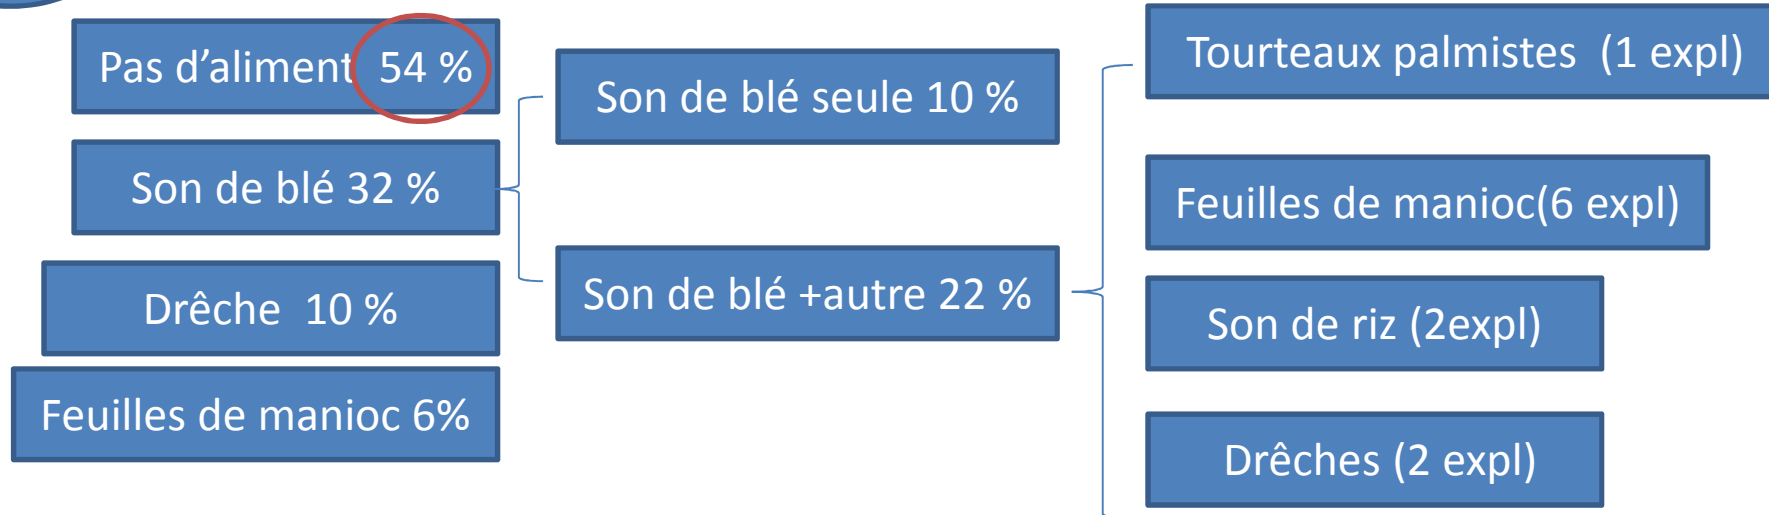 Pas d’aliment 54 %
Son de blé 32 %
Drêche 10 %
Feuilles de manioc 6%
Son de blé seule 10 %
Son de blé +autre 22 %
Tourteaux palmistes (1 expl)
Feuilles de manioc(6 expl)
Son de riz (2expl)
Drêches (2 expl)